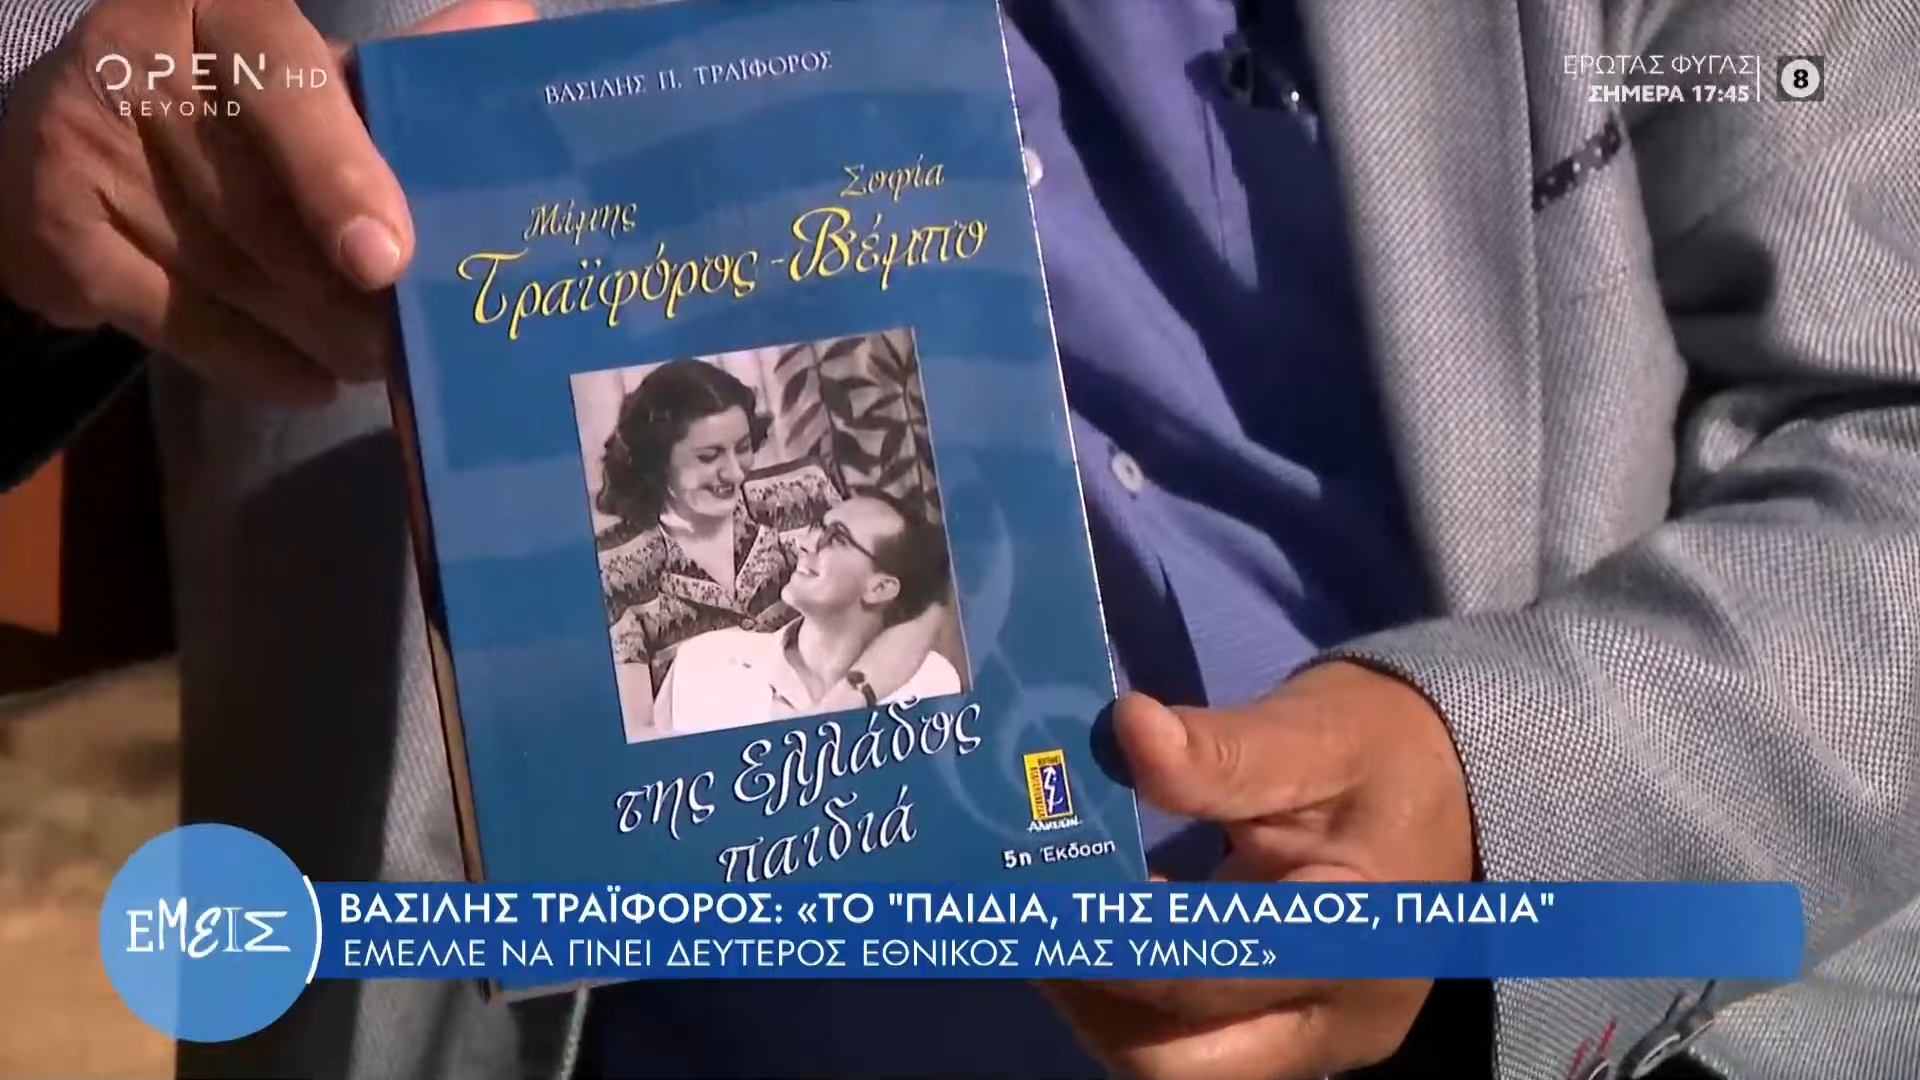 OPEN HD
BEYOND
ΕΡΩΤΑΣ ΦΥΓΑΣ
ΣΗΜΕΡΑ 17:45
8
ΒΑΣΙΛΗΣ Π. ΤΡΑΪΦΟΡΟΣ
Μίμης
Σοφία
Τραϊφόρος - Βέμπο
της Ελλάδος
παιδιά
Αλκυών
5η Έκδοση
ΕΜΕΙΣ
ΒΑΣΙΛΗΣ ΤΡΑΪΦΟΡΟΣ: «ΤΟ "ΠΑΙΔΙΑ, ΤΗΣ ΕΛΛΑΔΟΣ, ΠΑΙΔΙΑ"
ΕΜΕΛΛΕ ΝΑ ΓΙΝΕΙ ΔΕΥΤΕΡΟΣ ΕΘΝΙΚΟΣ ΜΑΣ ΥΜΝΟΣ»